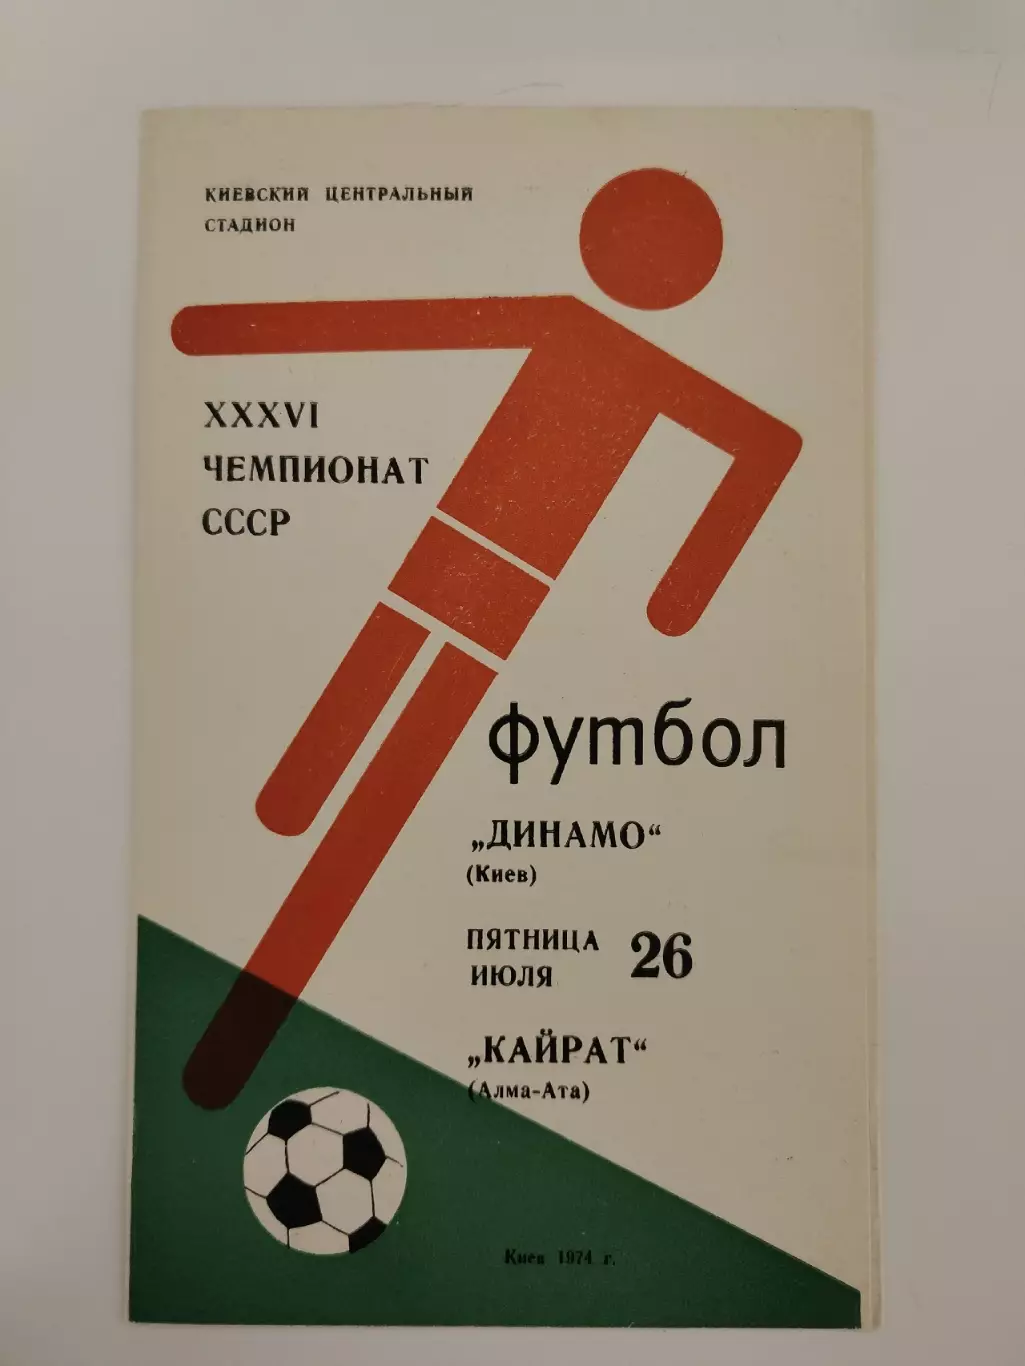 КИЕВСКИЙ ЦЕНТРАЛЬНЫЙ
СТАДИОН
XXXVI
ЧЕМПИОНАТ
СССР
футбол
„ДИНАМО“
(Киев)
ПЯТНИЦА 26
ИЮЛЯ
„КАЙРАТ“
(Алма-Ата)
Киев 1974 г.